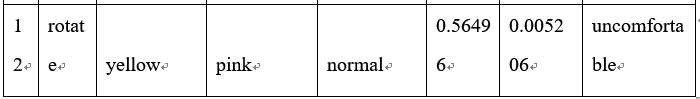 1 rotat 0.5649 0.0052 uncomforta
2 e yellow pink normal 6 06 ble